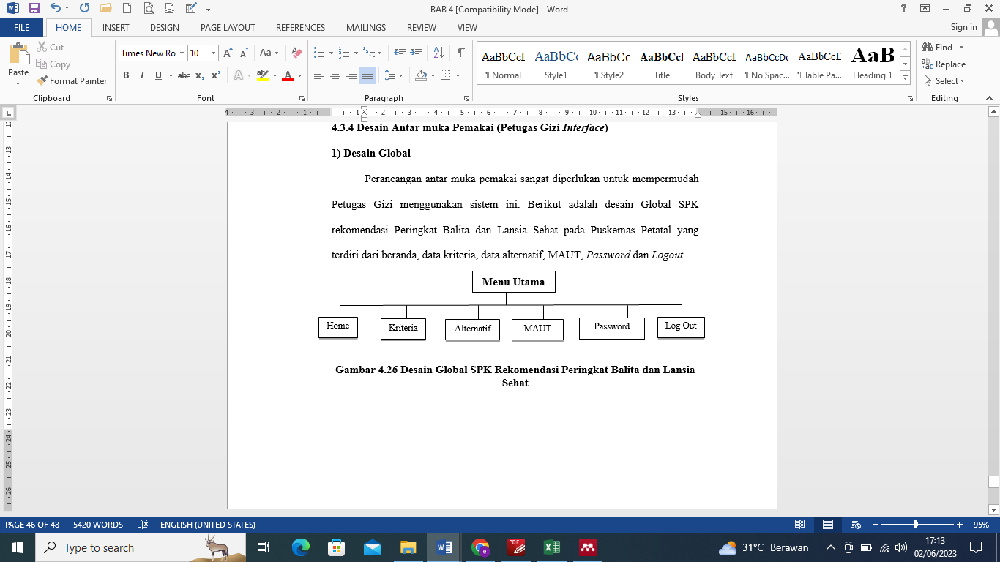 BAB 4 [Compatibility Mode] - Word
FILE HOME INSERT DESIGN PAGE LAYOUT REFERENCES MAILINGS REVIEW VIEW Sign in
Paste
Cut
Copy
Format Painter
Clipboard
Times New Ro 10
Font
Paragraph
AaBbCcI AaBbCc AaBbCc AaBbCcI AaBbCcI AaBbCcDc AaBbCcI AaB
¶ Normal Style1 ¶ Style2 Title Body Text ¶ No Spac... ¶ Table Pa... Heading 1
Styles
Find
Replace
Select
Editing
4.3.4 Desain Antar muka Pemakai (Petugas Gizi Interface)
1) Desain Global
Perancangan antar muka pemakai sangat diperlukan untuk mempermudah
Petugas Gizi menggunakan sistem ini. Berikut adalah desain Global SPK
rekomendasi Peringkat Balita dan Lansia Sehat pada Puskemas Petatal yang
terdiri dari beranda, data kriteria, data alternatif, MAUT, Password dan Logout.
Menu Utama
Home Kriteria Alternatif MAUT Password Log Out
Gambar 4.26 Desain Global SPK Rekomendasi Peringkat Balita dan Lansia
Sehat
PAGE 46 OF 48 5420 WORDS ENGLISH (UNITED STATES) 95%
Type to search
31°C Berawan
17:13
02/06/2023